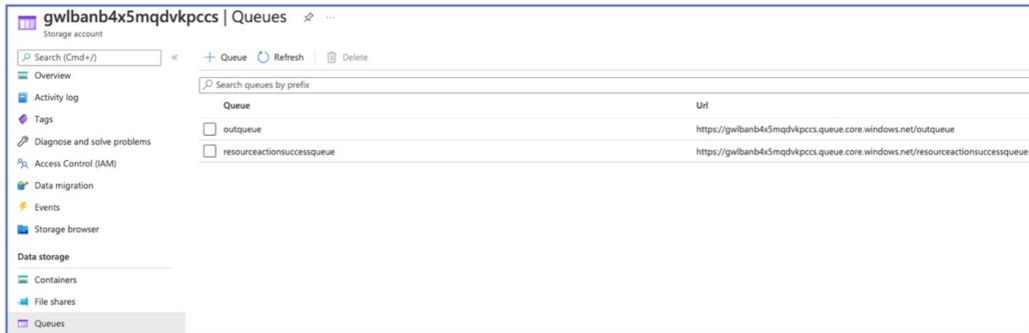 gwlbanb4x5mqdvkpccs | Queues
Storage account
Search (Cmd+/)
Overview
Activity log
Tags
Diagnose and solve problems
Access Control (IAM)
Data migration
Events
Storage browser
Data storage
Containers
File shares
Queues
+ Queue Refresh Delete
Search queues by prefix
Queue Url
outqueue https://gwlbanb4x5mqdvkpccs.queue.core.windows.net/outqueue
resourceactionsuccessqueue https://gwlbanb4x5mqdvkpccs.queue.core.windows.net/resourceactionsuccessqueue